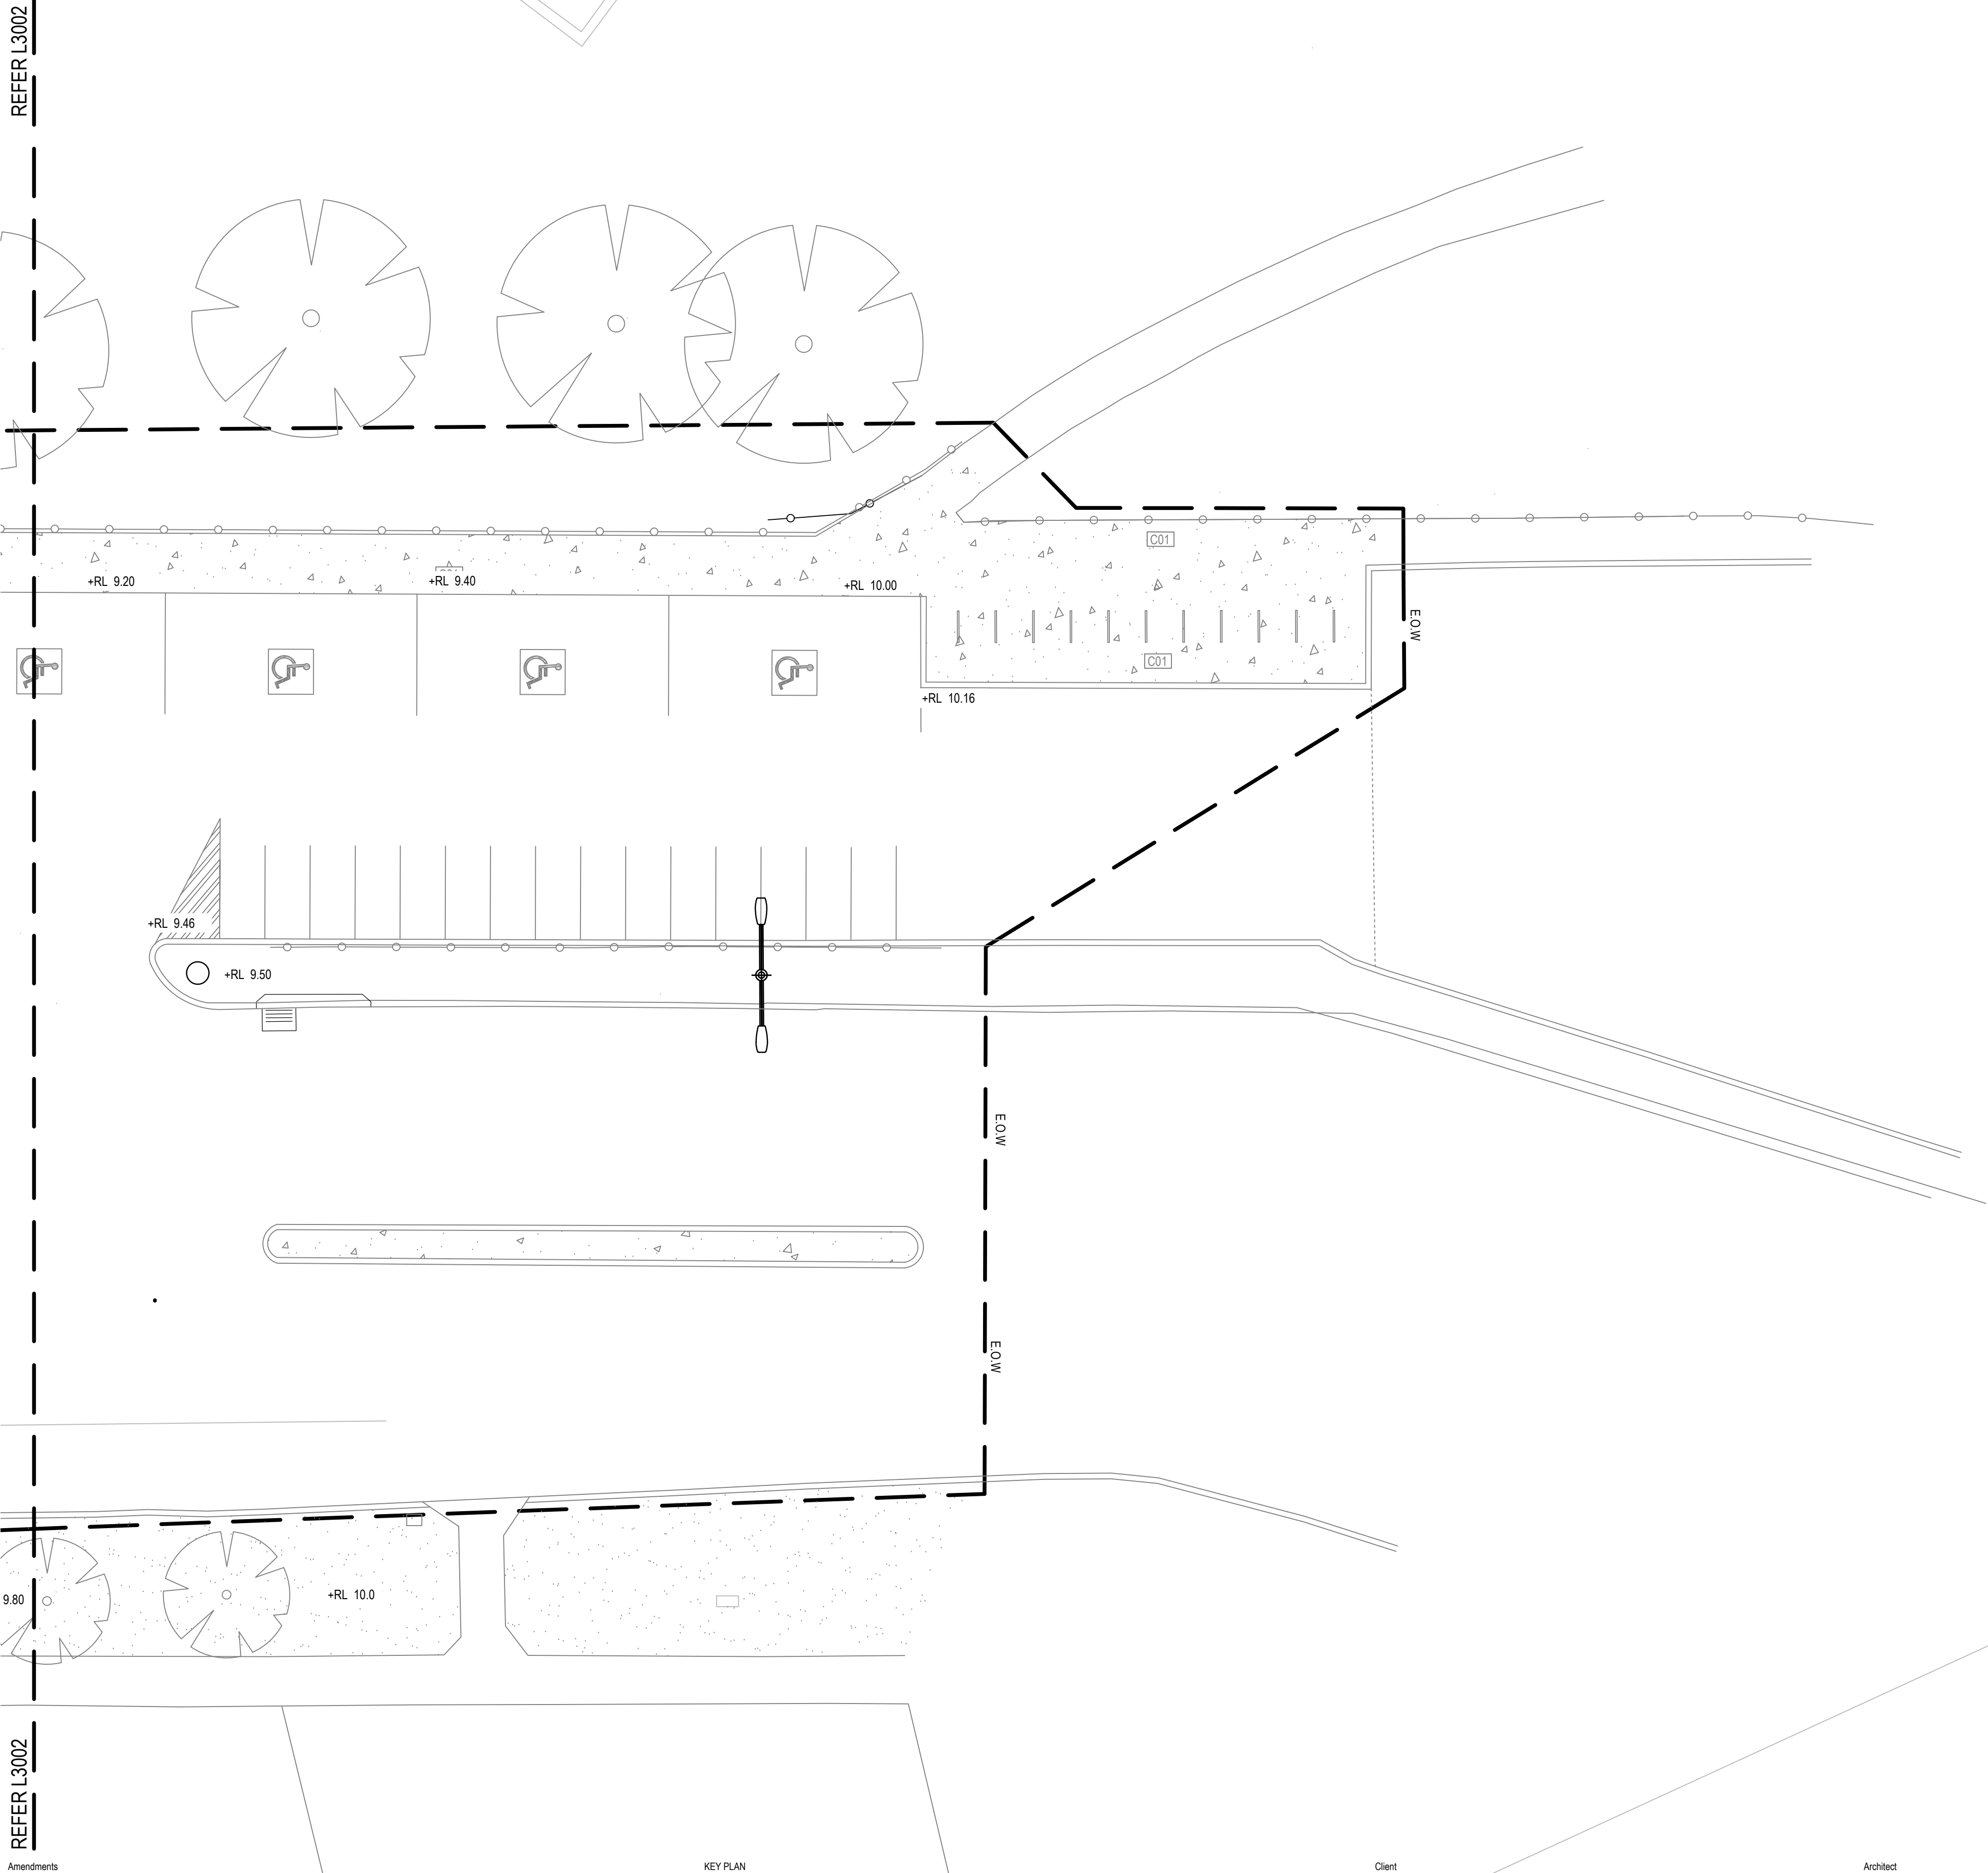 REFER L3002
C01
+RL 9.20
+RL 9.40
+RL 10.00
E.O.W
C01
+RL 10.16
+RL 9.46
+RL 9.50
E.O.W
E.O.W
9.80
+RL 10.0
REFER L3002
Amendments
KEY PLAN
Client
Architect